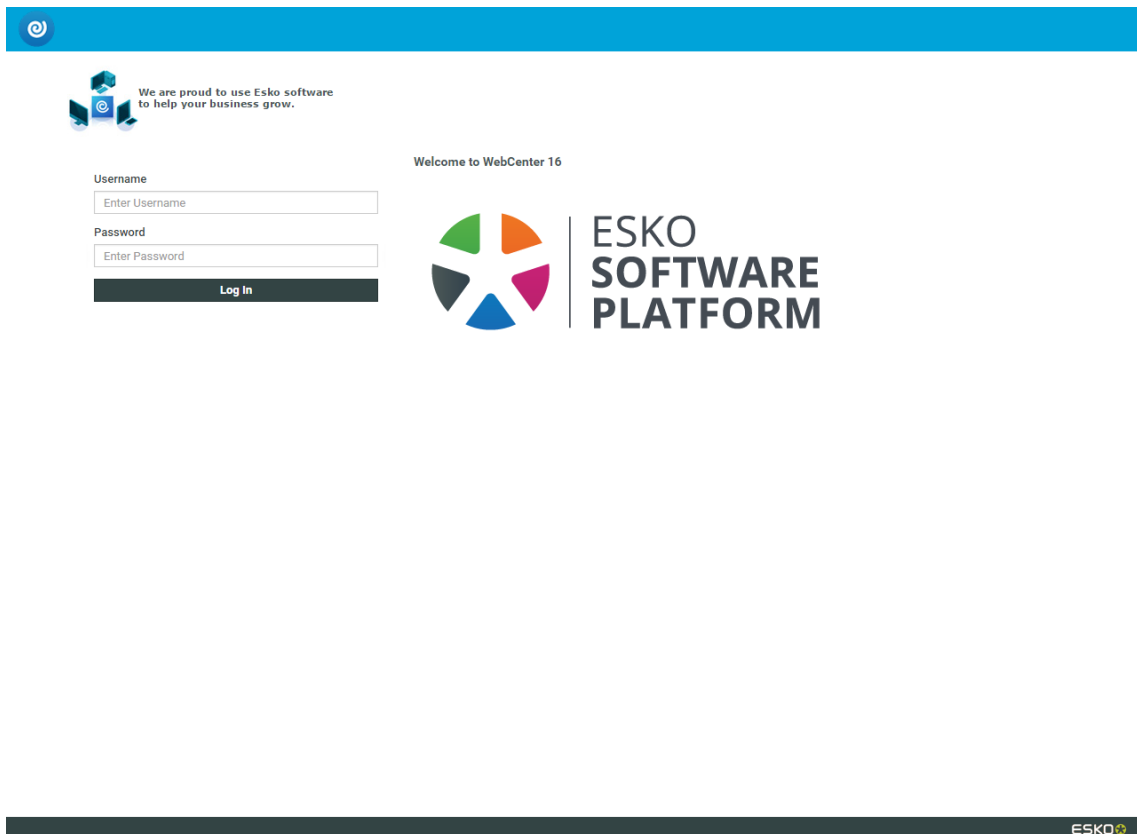 We are proud to use Esko software
to help your business grow.
Welcome to WebCenter 16
Username
Enter Username
Password
Enter Password
Log In
ESKO
SOFTWARE
PLATFORM
ESKO